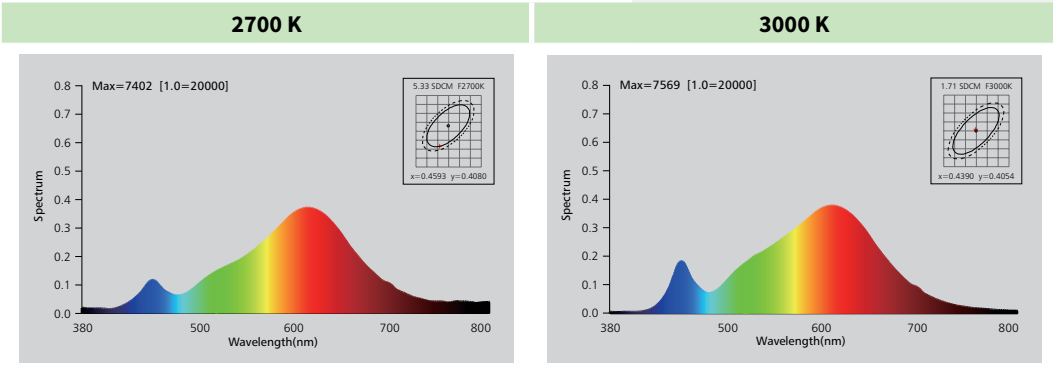 2700 K
Max=7402 [1.0=20000]
5.33 SDCM F2700K
x=0.4593 y=0.4080
Spectrum
0.8
0.7
0.6
0.5
0.4
0.3
0.2
0.1
0.0
380 500 600 700 800
Wavelength(nm)
3000 K
Max=7569 [1.0=20000]
1.71 SDCM F3000K
x=0.4390 y=0.4054
Spectrum
0.8
0.7
0.6
0.5
0.4
0.3
0.2
0.1
0.0
380 500 600 700 800
Wavelength(nm)